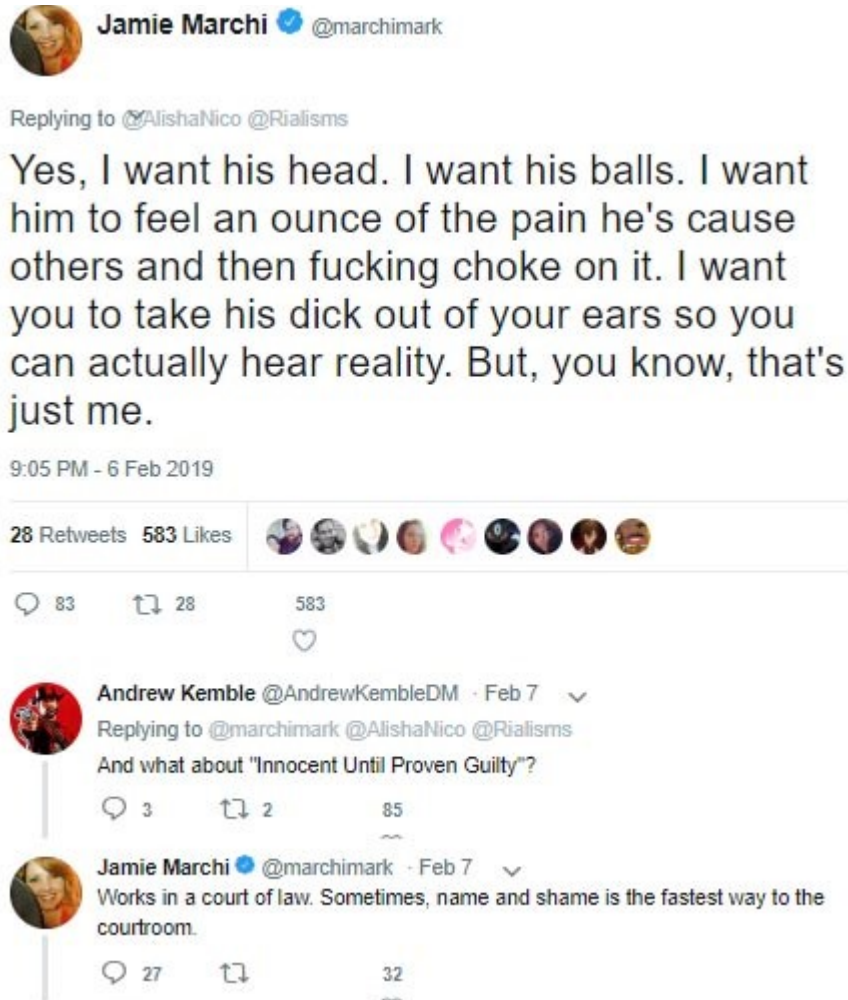 Jamie Marchi @marchimark
Replying to @AlishaNico @Rialisms
Yes, I want his head. I want his balls. I want
him to feel an ounce of the pain he's cause
others and then fucking choke on it. I want
you to take his dick out of your ears so you
can actually hear reality. But, you know, that's
just me.
9:05 PM - 6 Feb 2019
28 Retweets 583 Likes
83 28 583
Andrew Kemble @AndrewKembleDM · Feb 7
Replying to @marchimark @AlishaNico @Rialisms
And what about "Innocent Until Proven Guilty"?
3 2 85
Jamie Marchi @marchimark · Feb 7
Works in a court of law. Sometimes, name and shame is the fastest way to the
courtroom.
27 32